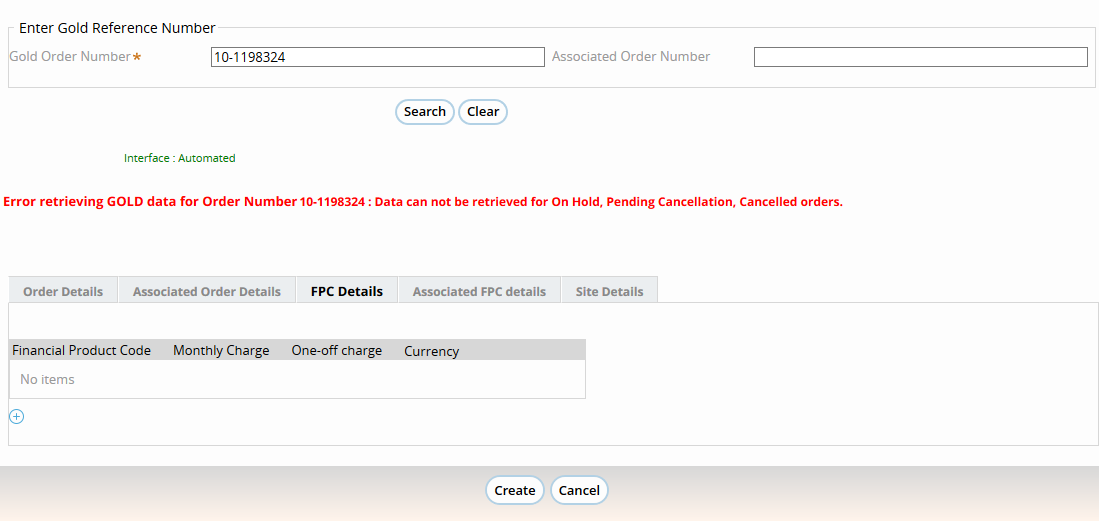 Enter Gold Reference Number
Gold Order Number* 10-1198324 Associated Order Number
Search Clear
Interface : Automated
Error retrieving GOLD data for Order Number 10-1198324 : Data can not be retrieved for On Hold, Pending Cancellation, Cancelled orders.
Order Details Associated Order Details FPC Details Associated FPC details Site Details
Financial Product Code Monthly Charge One-off charge Currency
No items
Create Cancel